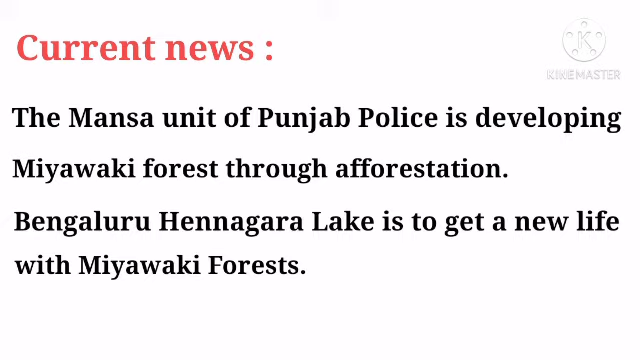 Current news :
KINEMASTER
The Mansa unit of Punjab Police is developing
Miyawaki forest through afforestation.
Bengaluru Hennagara Lake is to get a new life
with Miyawaki Forests.